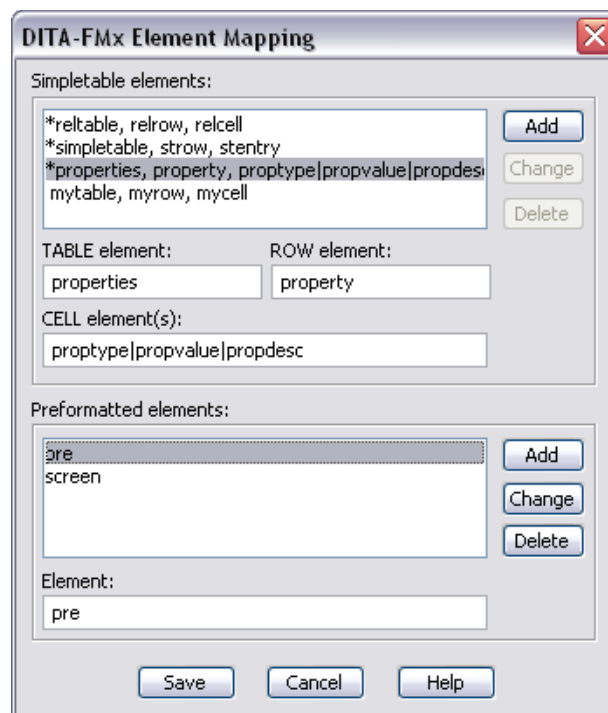 DITA-FMx Element Mapping
Simpletable elements:
*reltable, relrow, relcell
*simpletable, strow, stentry
*properties, property, proptype|propvalue|propdesc
mytable, myrow, mycell
Add
Change
Delete
TABLE element:
ROW element:
properties
property
CELL element(s):
proptype|propvalue|propdesc
Preformatted elements:
pre
screen
Add
Change
Delete
Element:
pre
Save
Cancel
Help